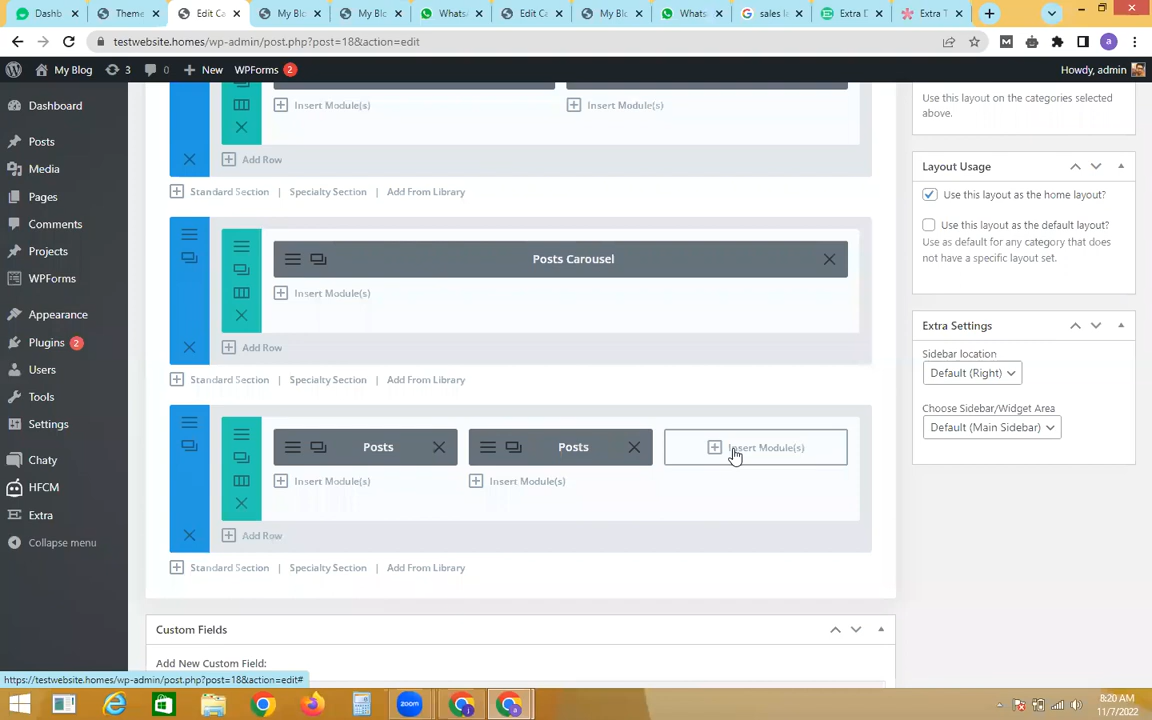 Dashb
Theme
Edit Ca
My Blo
My Blo
Whats
Edit Ca
My Blo
Whats
sales l
Extra D
Extra T
testwebsite.homes/wp-admin/post.php?post=18&action=edit
My Blog 3 0 New WPForms 2 Howdy, admin
Dashboard
Posts
Media
Pages
Comments
Projects
WPForms
Appearance
Plugins 2
Users
Tools
Settings
Chaty
HFCM
Extra
Collapse menu
Insert Module(s) Insert Module(s)
Add Row
Standard Section | Specialty Section | Add From Library
Posts Carousel
Insert Module(s)
Add Row
Standard Section | Specialty Section | Add From Library
Posts Posts Insert Module(s)
Insert Module(s) Insert Module(s)
Add Row
Standard Section | Specialty Section | Add From Library
Custom Fields
Add New Custom Field:
Use this layout on the categories selected
above.
Layout Usage
Use this layout as the home layout?
Use this layout as the default layout?
Use as default for any category that does
not have a specific layout set.
Extra Settings
Sidebar location
Default (Right)
Choose Sidebar/Widget Area
Default (Main Sidebar)
https://testwebsite.homes/wp-admin/post.php?post=18&action=edit#
zoom
8:20 AM
11/7/2022